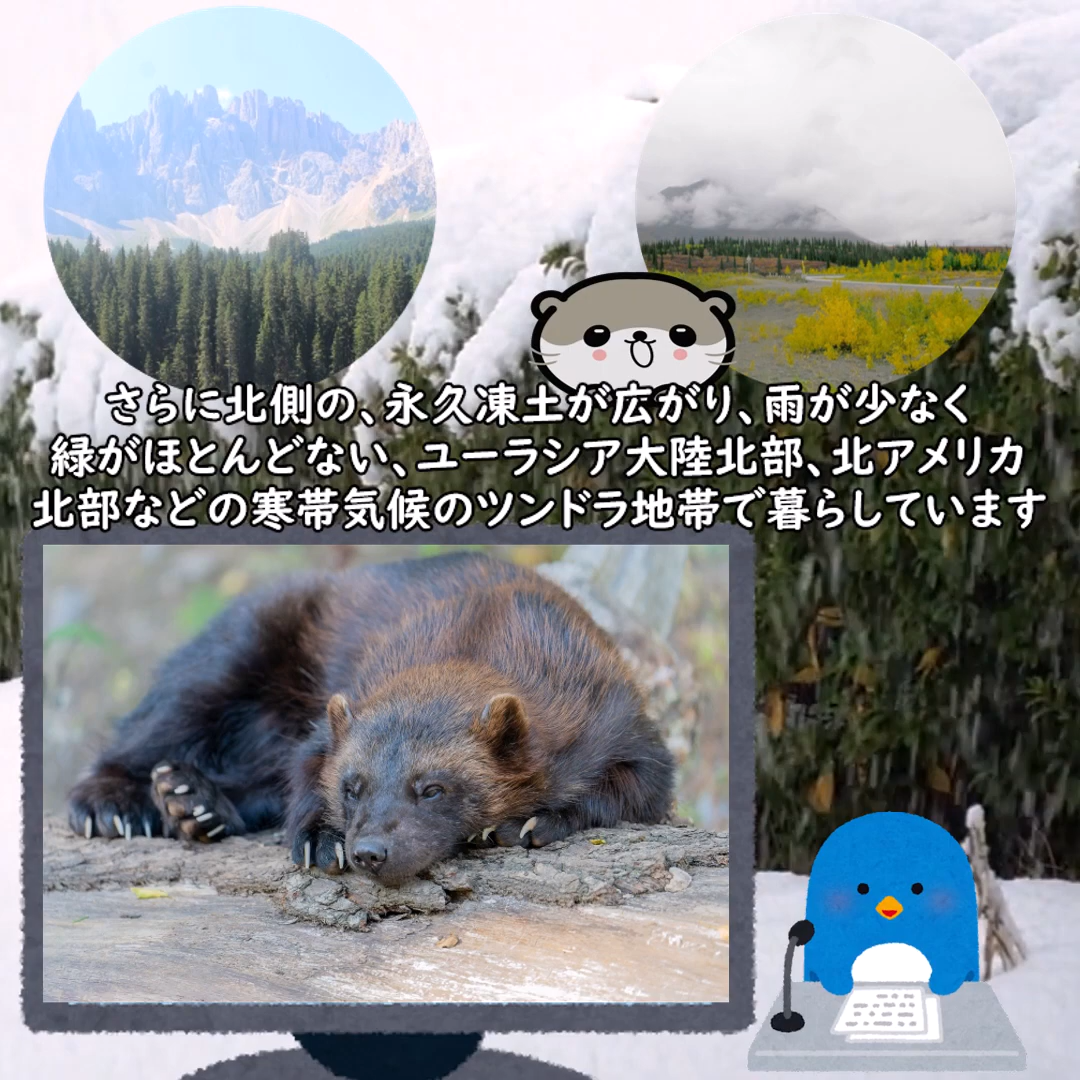 さらに北側の、永久凍土が広がり、雨が少なく
緑がほとんどない、ユーラシア大陸北部、北アメリカ
北部などの寒帯気候のツンドラ地帯で暮らしています